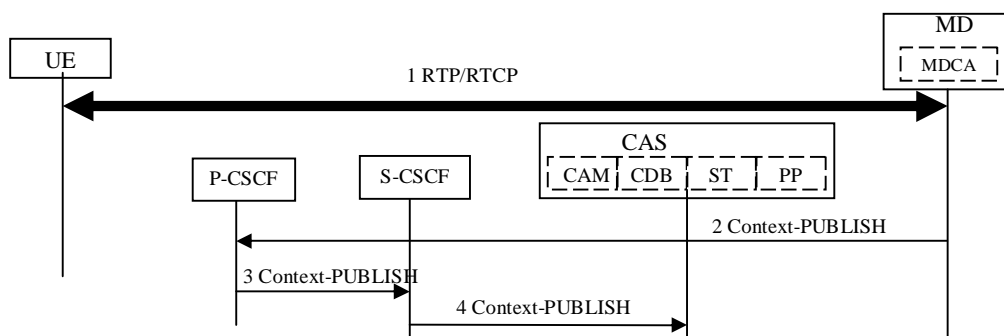 MD
UE
MDCA
1 RTP/RTCP
CAS
P-CSCF
S-CSCF
CAM
CDB
ST
PP
2 Context-PUBLISH
3 Context-PUBLISH
4 Context-PUBLISH